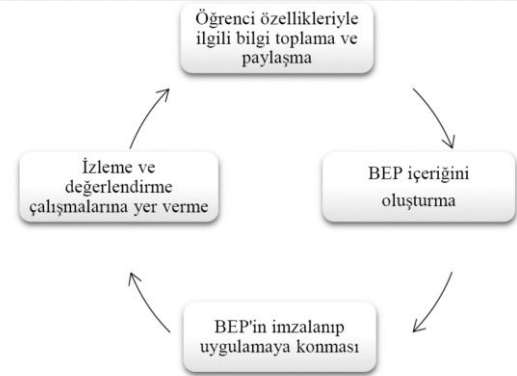 Öğrenci özellikleriyle
ilgili bilgi toplama ve
paylaşma
BEP içeriğini
oluşturma
BEP'in imzalanıp
uygulamaya konması
İzleme ve
değerlendirme
çalışmalarına yer verme